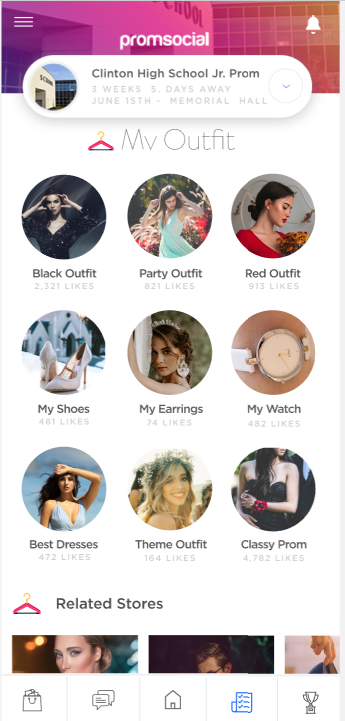 SCHOOL
promsocial
SCHOOL
Clinton High School Jr. Prom
3 WEEKS 5. DAYS AWAY
JUNE 15TH - MEMORIAL HALL
My Outfit
Black Outfit
Party Outfit
Red Outfit
2,321 LIKES
821 LIKES
913 LIKES
My Shoes
My Earrings
My Watch
481 LIKES
74 LIKES
482 LIKES
Best Dresses
Theme Outfit
Classy Prom
472 LIKES
164 LIKES
4,782 LIKES
Related Stores